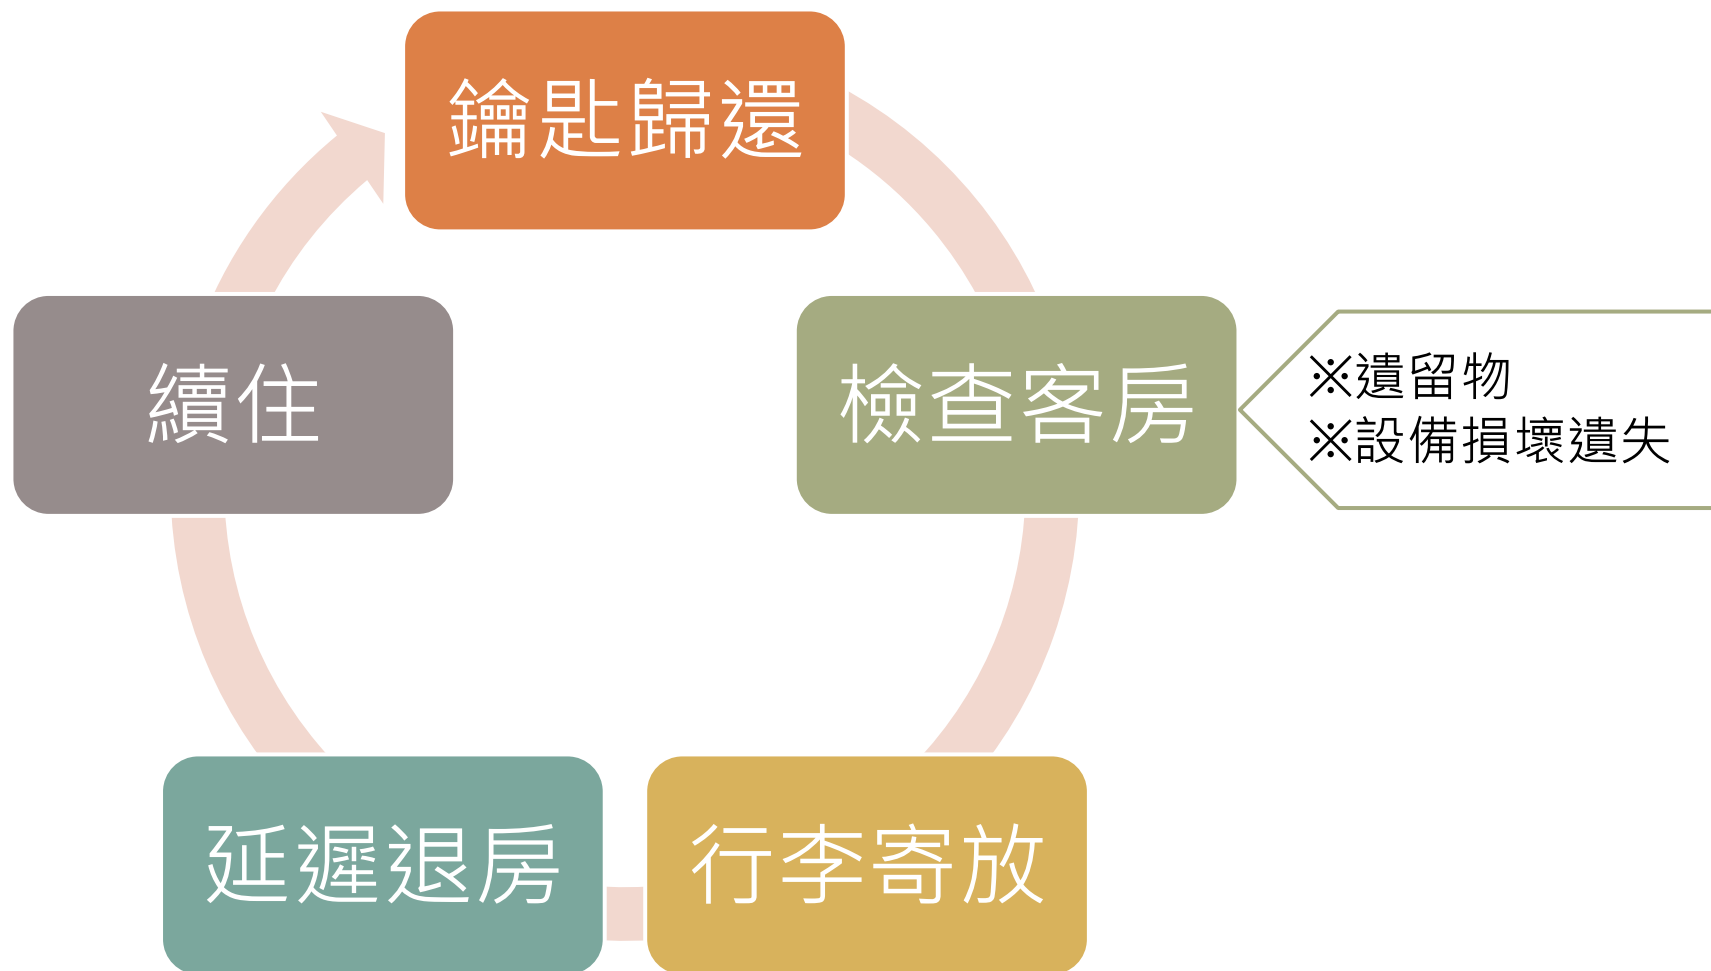 鑰匙歸還
檢查客房
※遺留物
※設備損壞遺失
行李寄放
延遲退房
續住